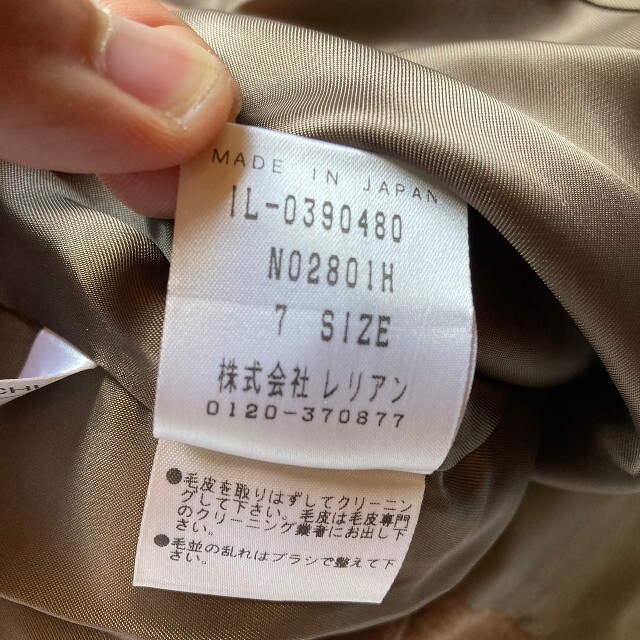 MADE IN JAPAN
IL-0390480
N02801H
7 SIZE
株式会社 レリアン
0120-370877
●毛皮を取りはずしてクリーニン
グして下さい。毛皮は毛皮専門
のクリーニング業者にお出し下
さい。
●毛並の乱れはブラシで整えて下
さい。
CHI